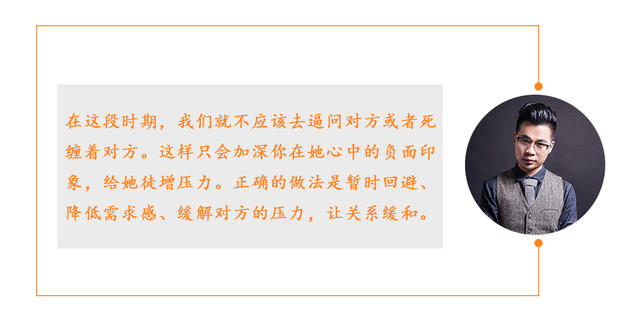 在这段时期，我们就不应该去逼问对方或者死
缠着对方。这样只会加深你在她心中的负面印
象，给她徒增压力。正确的做法是暂时回避、
降低需求感、缓解对方的压力，让关系缓和。